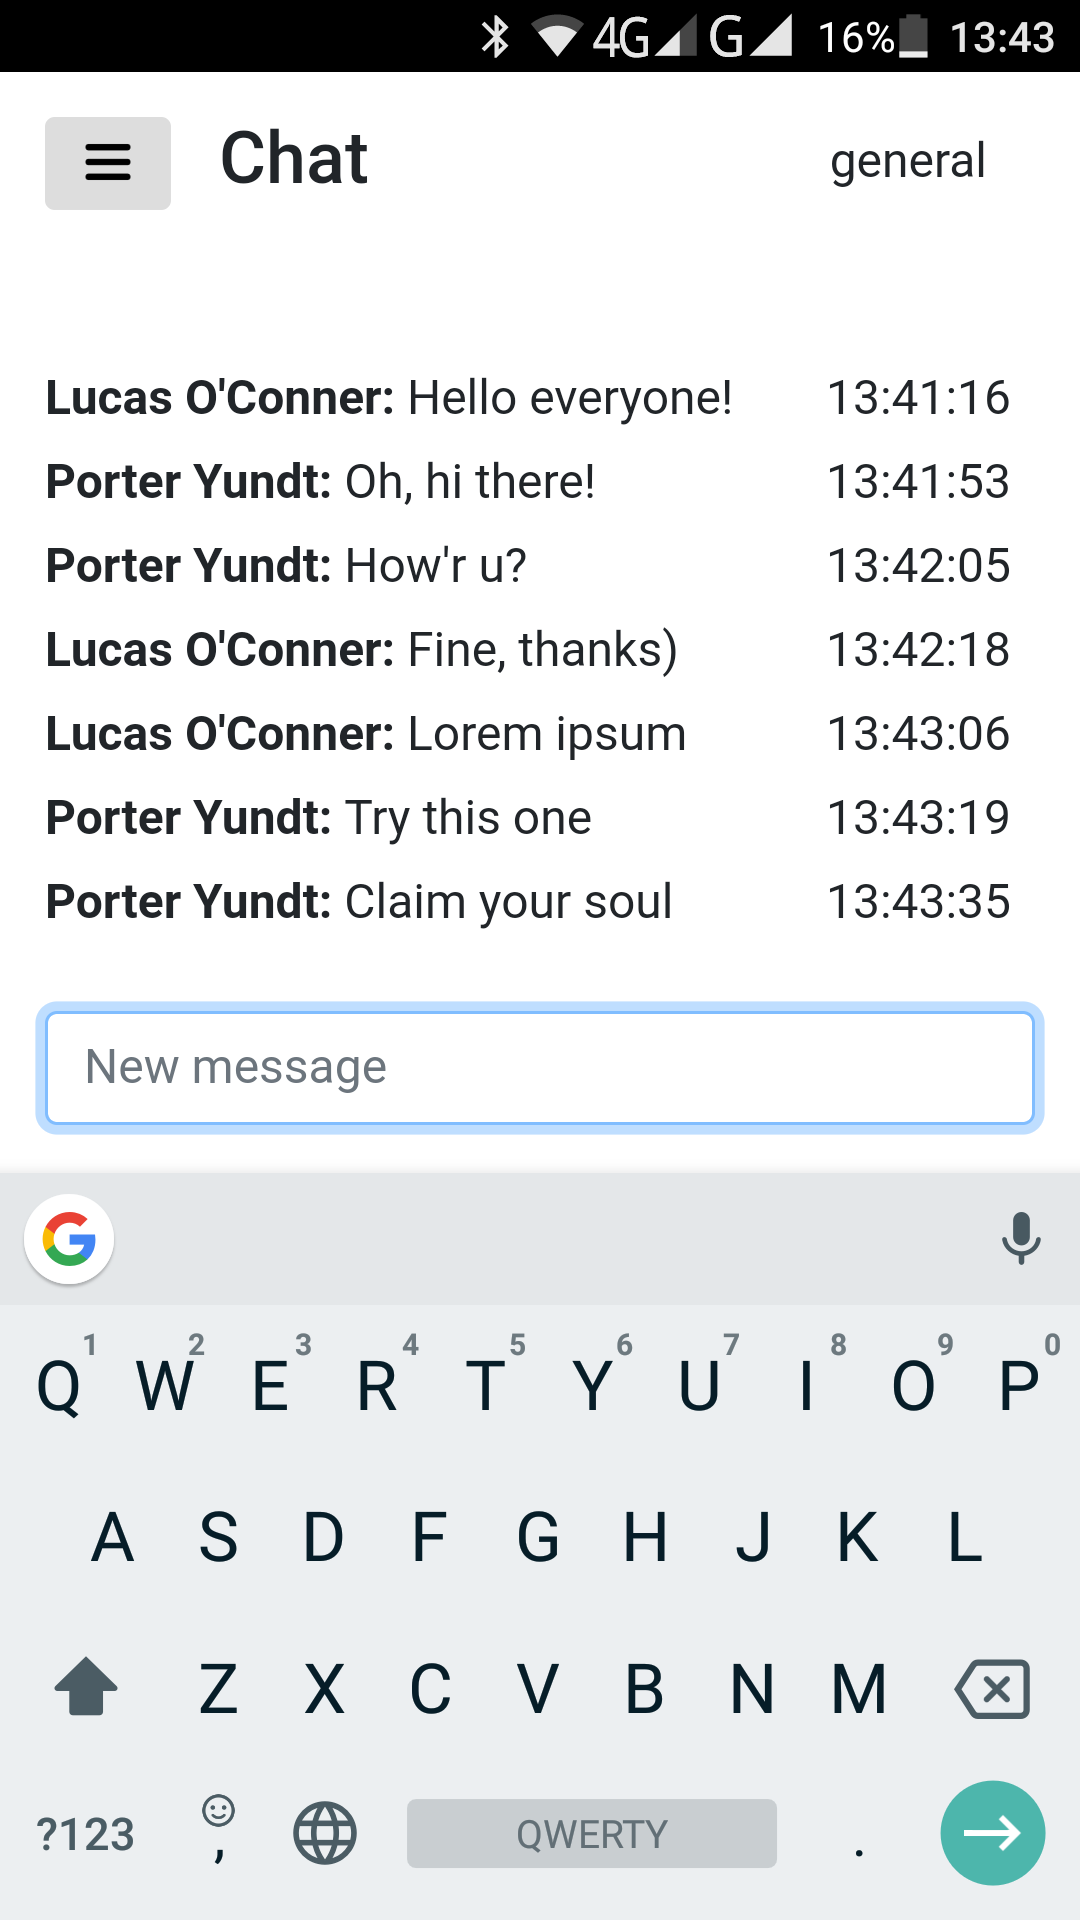 4G G 16% 13:43
Chat general
Lucas O'Conner: Hello everyone! 13:41:16
Porter Yundt: Oh, hi there! 13:41:53
Porter Yundt: How'r u? 13:42:05
Lucas O'Conner: Fine, thanks) 13:42:18
Lucas O'Conner: Lorem ipsum 13:43:06
Porter Yundt: Try this one 13:43:19
Porter Yundt: Claim your soul 13:43:35
New message
G
1 2 3 4 5 6 7 8 9 0
Q W E R T Y U I O P
A S D F G H J K L
Z X C V B N M
?123 , QWERTY .